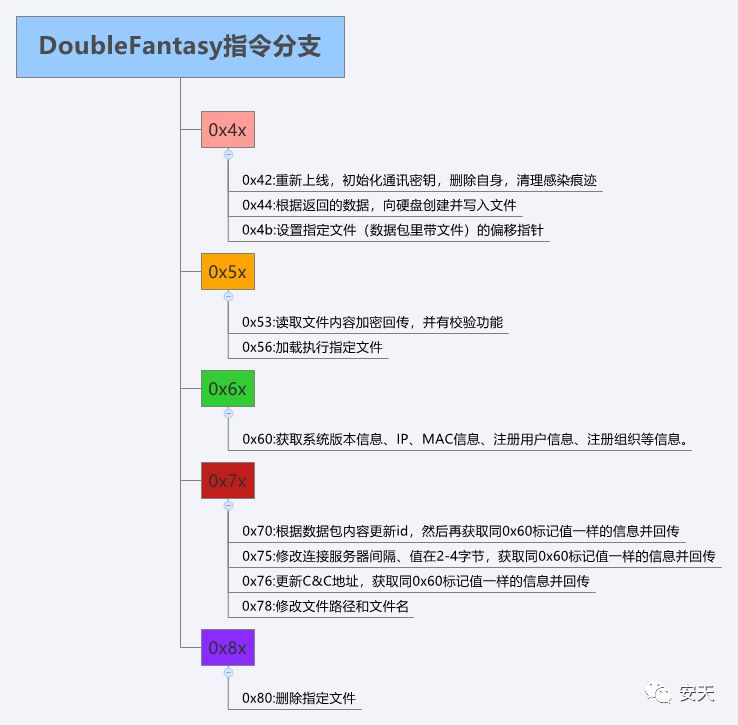 DoubleFantasy指令分支
0x4x
0x42:重新上线，初始化通讯密钥，删除自身，清理感染痕迹
0x44:根据返回的数据，向硬盘创建并写入文件
0x4b:设置指定文件（数据包里带文件）的偏移指针
0x5x
0x53:读取文件内容加密回传，并有校验功能
0x56:加载执行指定文件
0x6x
0x60:获取系统版本信息、IP、MAC信息、注册用户信息、注册组织等信息。
0x7x
0x70:根据数据包内容更新id，然后再获取同0x60标记值一样的信息并回传
0x75:修改连接服务器间隔、值在2-4字节，获取同0x60标记值一样的信息并回传
0x76:更新C&C地址，获取同0x60标记值一样的信息并回传
0x78:修改文件路径和文件名
0x8x
0x80:删除指定文件
安天